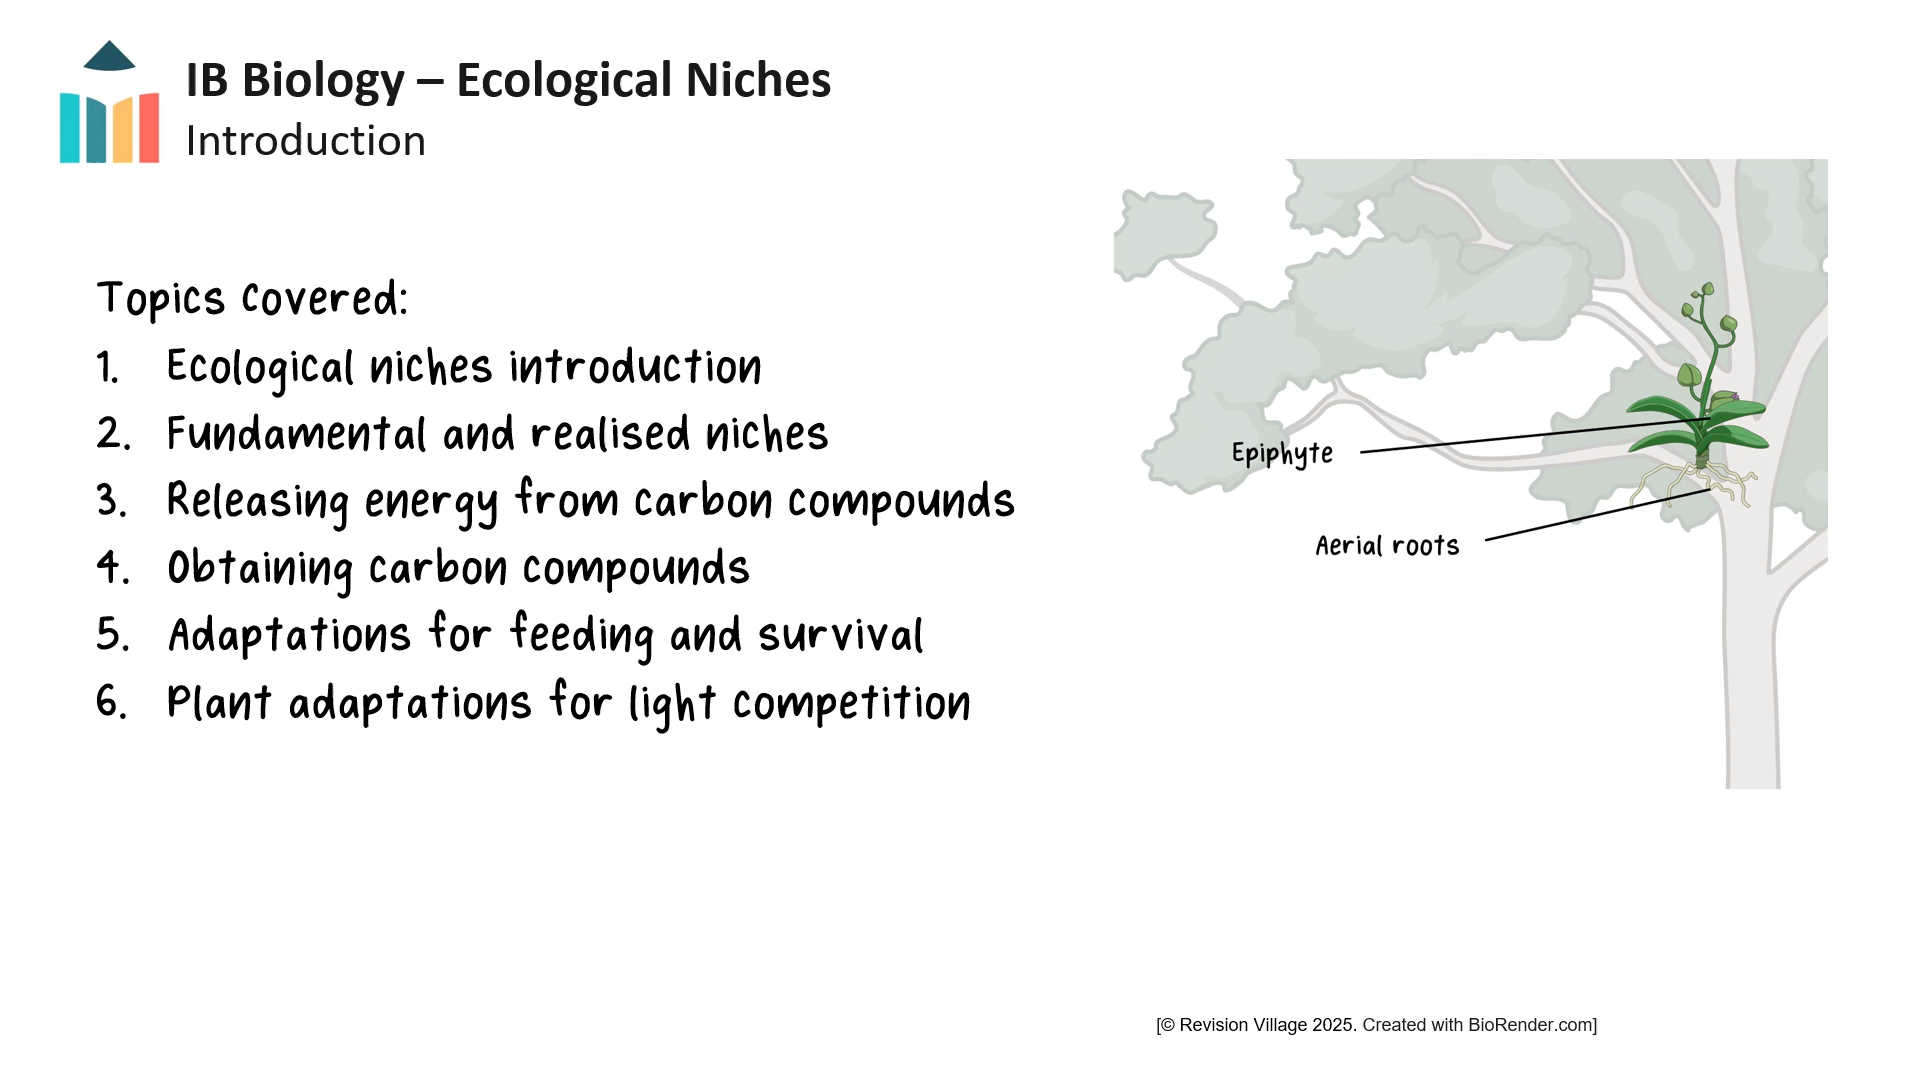 IB Biology – Ecological Niches
Introduction
Topics covered:
1. Ecological niches introduction
2. Fundamental and realised niches
3. Releasing energy from carbon compounds
4. Obtaining carbon compounds
5. Adaptations for feeding and survival
6. Plant adaptations for light competition
Epiphyte
Aerial roots
[© Revision Village 2025. Created with BioRender.com]